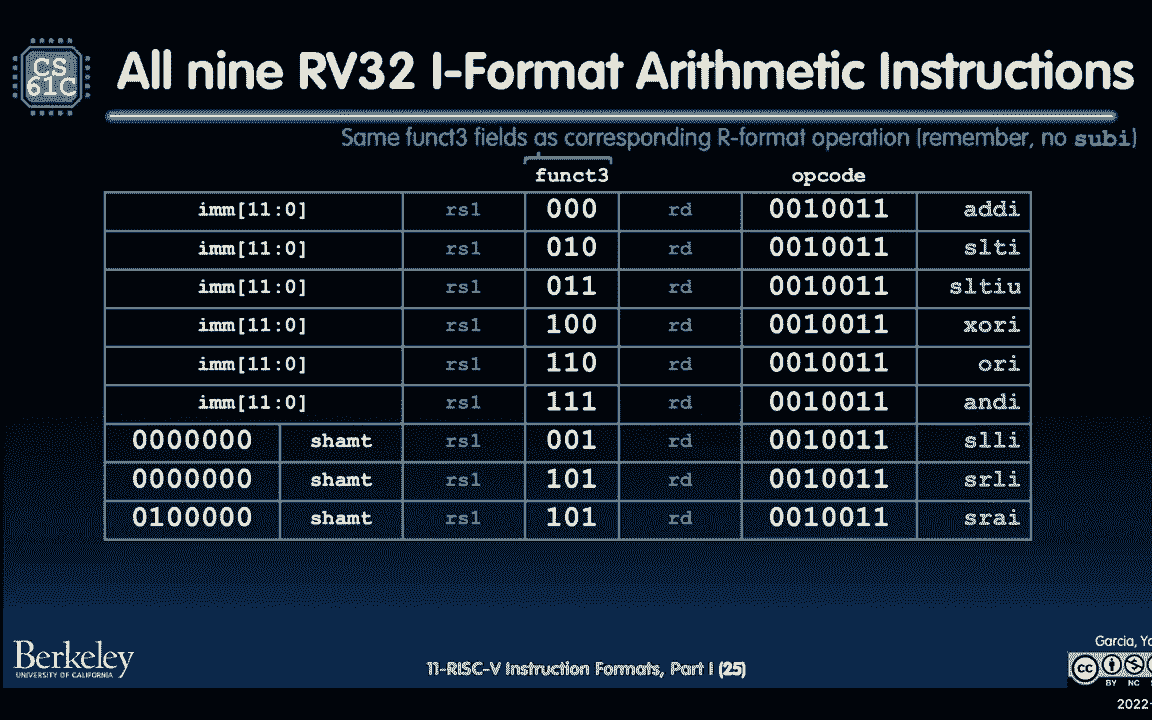 CS
61C
All nine RV32 I-Format Arithmetic Instructions
Same funct3 fields as corresponding R-format operation (remember, no subi)
funct3 opcode
imm[11:0] rs1 000 rd 0010011 addi
imm[11:0] rs1 010 rd 0010011 slti
imm[11:0] rs1 011 rd 0010011 sltiu
imm[11:0] rs1 100 rd 0010011 xori
imm[11:0] rs1 110 rd 0010011 ori
imm[11:0] rs1 111 rd 0010011 andi
0000000 shamt rs1 001 rd 0010011 slli
0000000 shamt rs1 101 rd 0010011 srli
0100000 shamt rs1 101 rd 0010011 srai
Berkeley
UNIVERSITY OF CALIFORNIA
11-RISC-V Instruction Formats, Part I (25)
Garcia,
cc
BY NC
2022-